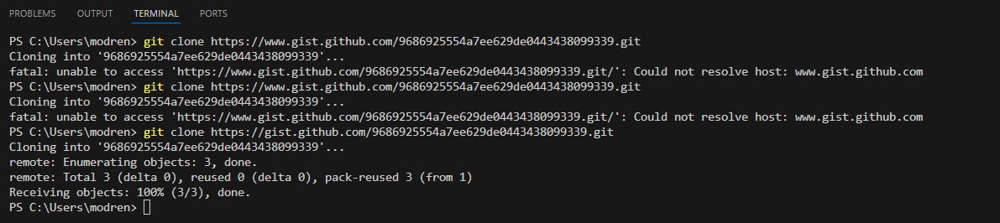 PROBLEMS OUTPUT TERMINAL PORTS
PS C:\Users\modren> git clone https://www.gist.github.com/9686925554a7ee629de0443438099339.git
Cloning into '9686925554a7ee629de0443438099339'...
fatal: unable to access 'https://www.gist.github.com/9686925554a7ee629de0443438099339.git/': Could not resolve host: www.gist.github.com
PS C:\Users\modren> git clone https://www.gist.github.com/9686925554a7ee629de0443438099339.git
Cloning into '9686925554a7ee629de0443438099339'...
fatal: unable to access 'https://www.gist.github.com/9686925554a7ee629de0443438099339.git/': Could not resolve host: www.gist.github.com
PS C:\Users\modren> git clone https://gist.github.com/9686925554a7ee629de0443438099339.git
Cloning into '9686925554a7ee629de0443438099339'...
remote: Enumerating objects: 3, done.
remote: Total 3 (delta 0), reused 0 (delta 0), pack-reused 3 (from 1)
Receiving objects: 100% (3/3), done.
PS C:\Users\modren>